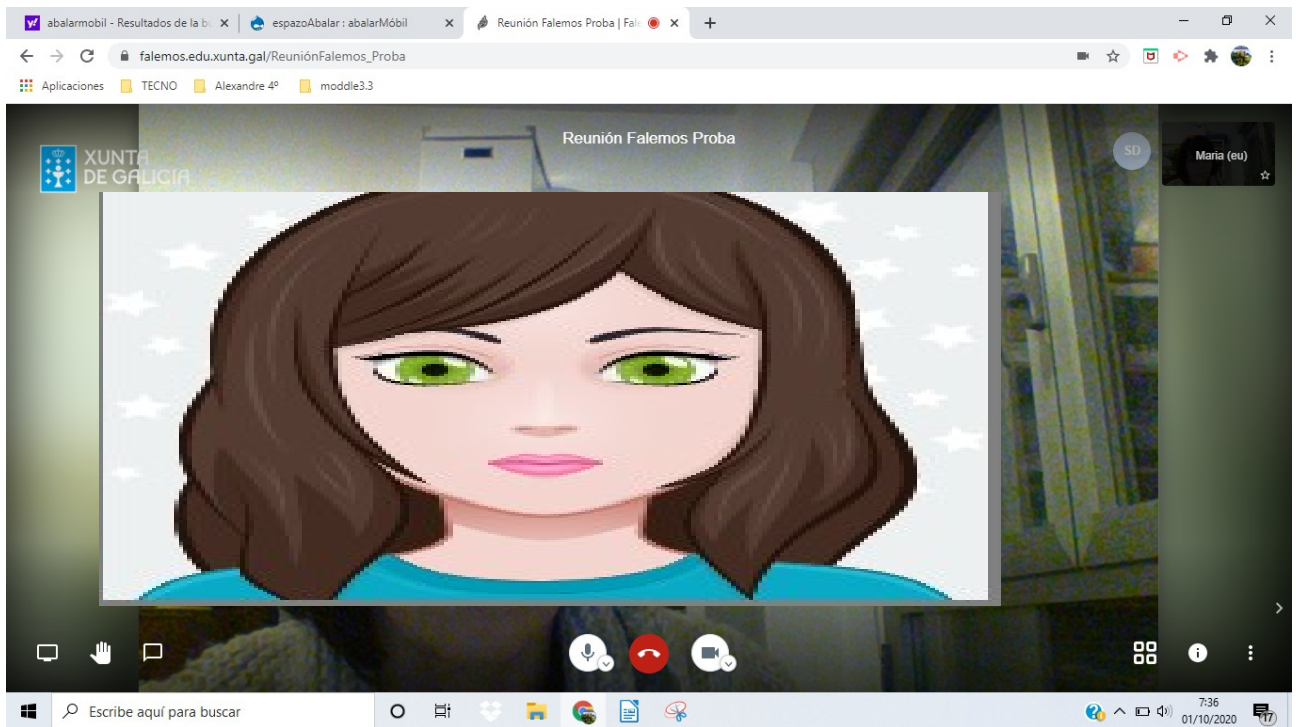 abalarmobil - Resultados de la b
espazoAbalar : abalarMóbil
Reunión Falemos Proba | Fale
falemos.edu.xunta.gal/ReuniónFalemos_Proba
Aplicaciones
TECNO
Alexandre 4º
moddle3.3
Reunión Falemos Proba
XUNTA
DE GALICIA
SD
Maria (eu)
Escribe aquí para buscar
7:36
01/10/2020
17